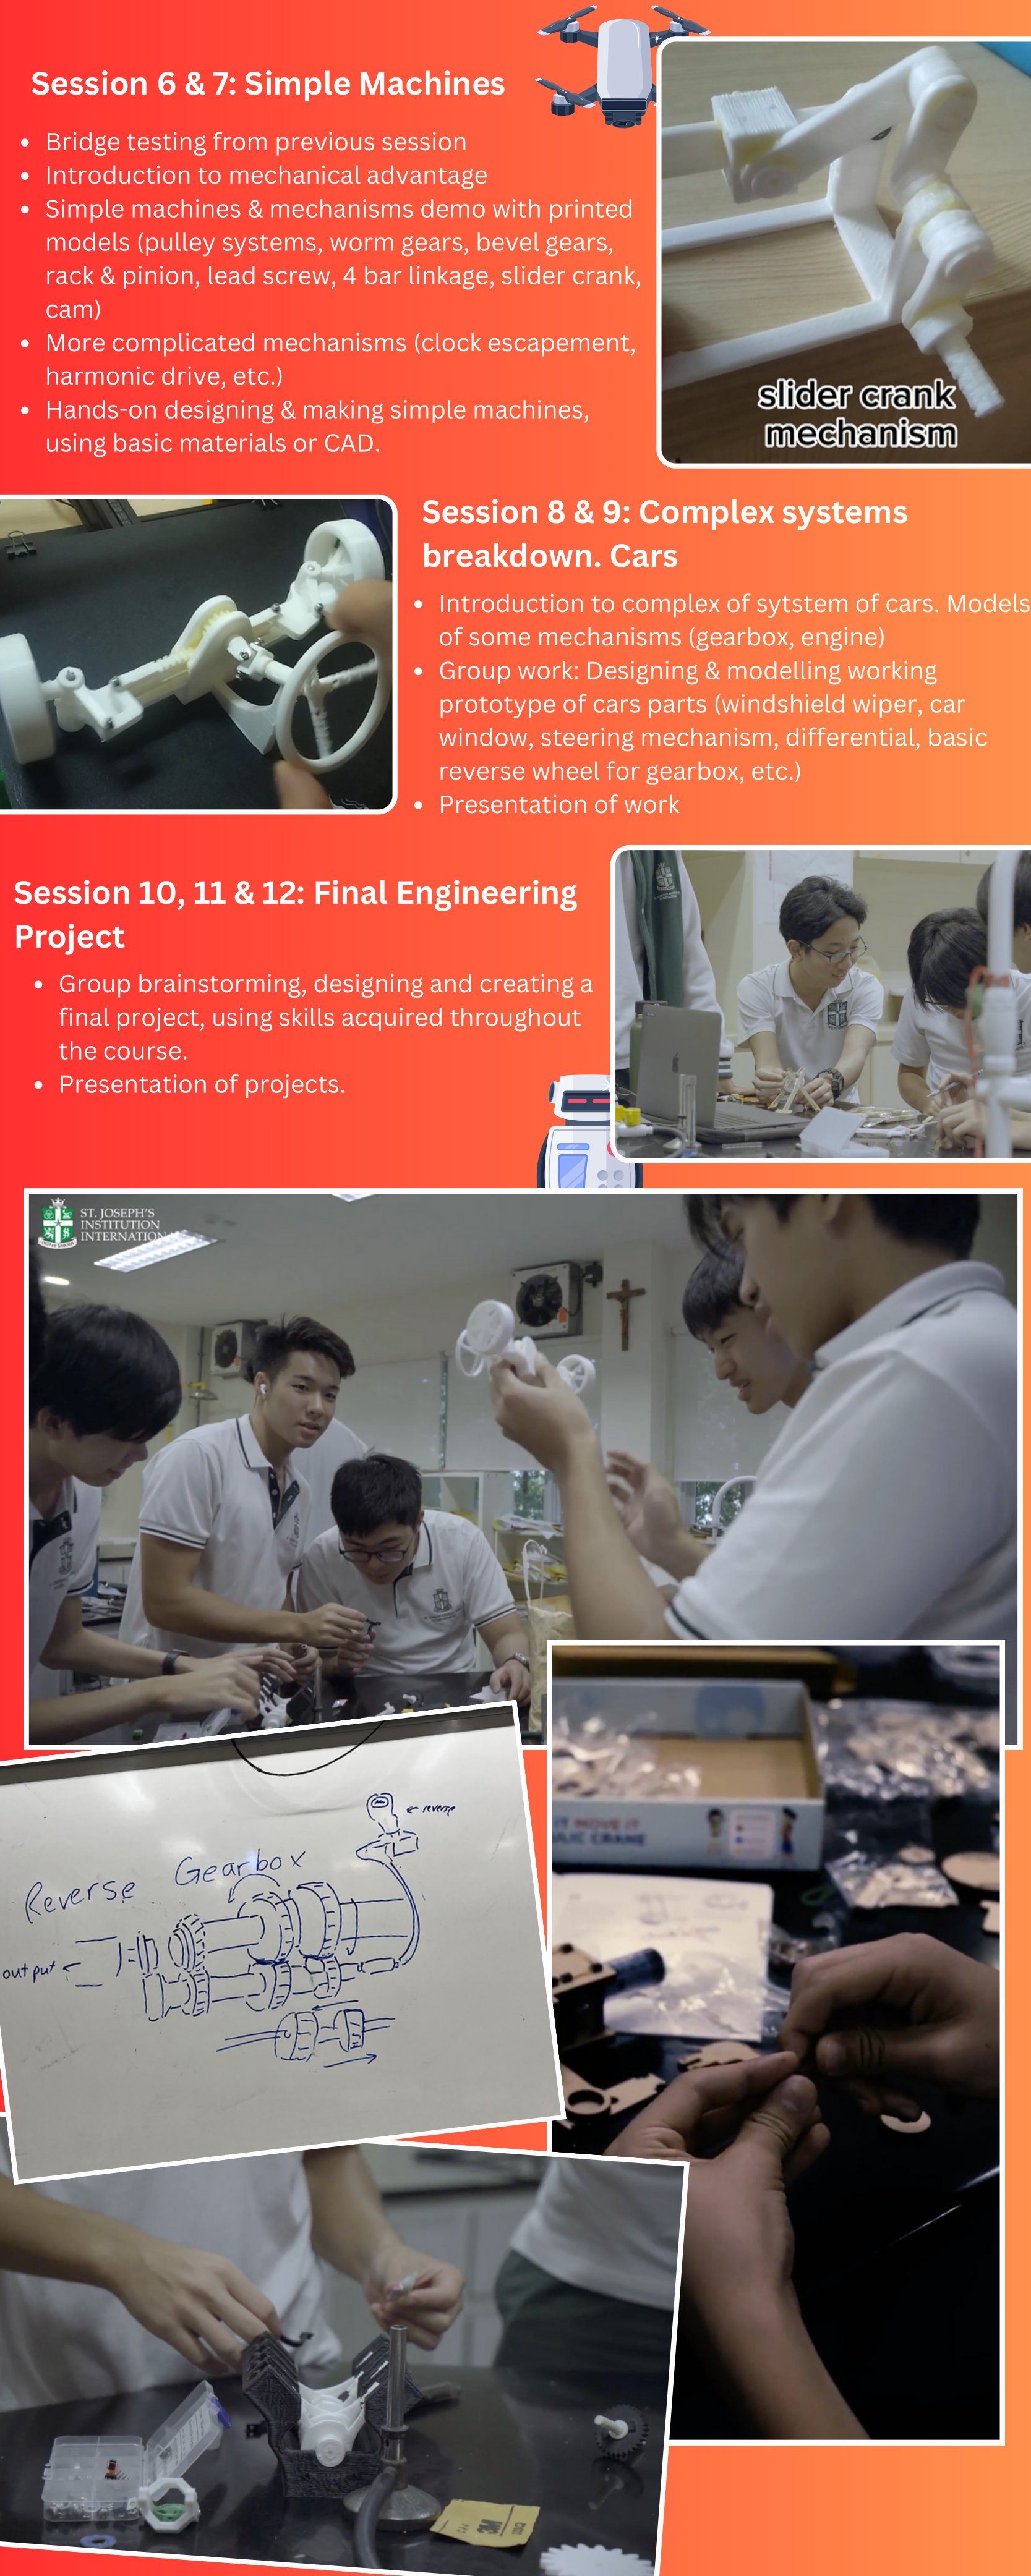 Session 6 & 7: Simple Machines
• Bridge testing from previous session
• Introduction to mechanical advantage
• Simple machines & mechanisms demo with printed
models (pulley systems, worm gears, bevel gears,
rack & pinion, lead screw, 4 bar linkage, slider crank,
cam)
• More complicated mechanisms (clock escapement,
harmonic drive, etc.)
• Hands-on designing & making simple machines,
using basic materials or CAD.
slider crank
mechanism
Session 8 & 9: Complex systems
breakdown. Cars
• Introduction to complex of sytstem of cars. Models
of some mechanisms (gearbox, engine)
• Group work: Designing & modelling working
prototype of cars parts (windshield wiper, car
window, steering mechanism, differential, basic
reverse wheel for gearbox, etc.)
• Presentation of work
Session 10, 11 & 12: Final Engineering
Project
• Group brainstorming, designing and creating a
final project, using skills acquired throughout
the course.
• Presentation of projects.
ST. JOSEPH'S
INSTITUTION
INTERNATIONA
reverse
Reverse Gearbox
output
IT MOVE IT
ULIC CRANE
3M